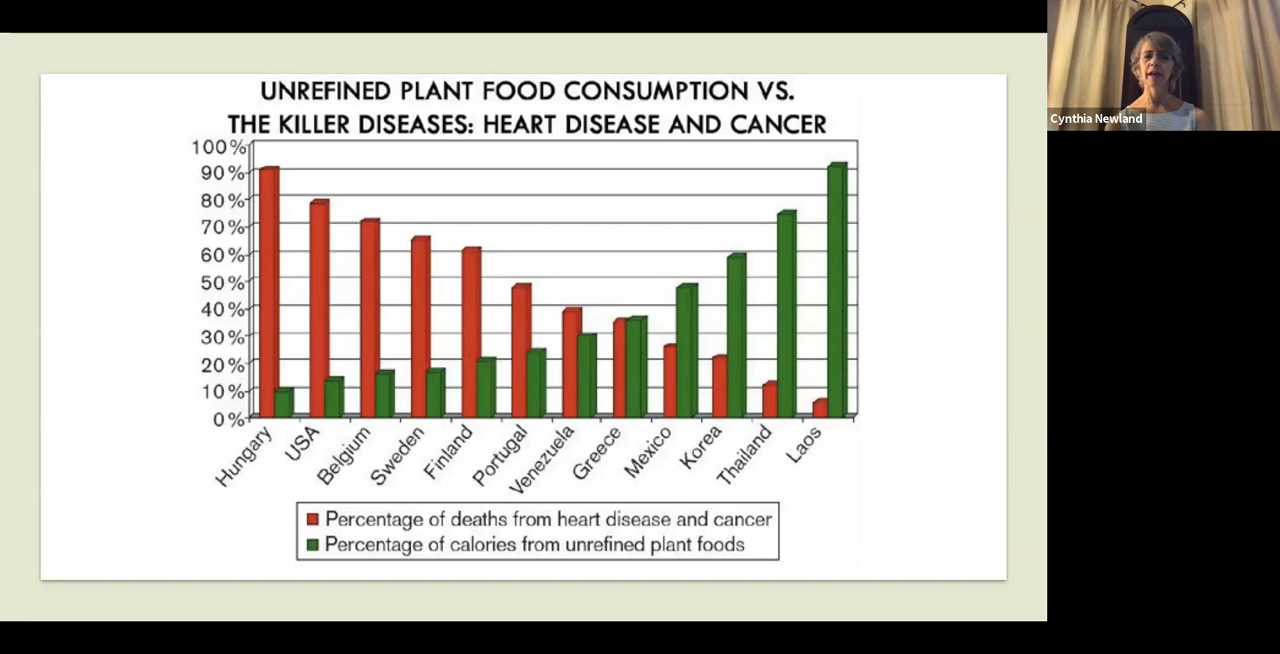 UNREFINED PLANT FOOD CONSUMPTION VS.
THE KILLER DISEASES: HEART DISEASE AND CANCER
100%
90%
80%
70%
60%
50%
40%
30%
20%
10%
0%
Hungary
USA
Belgium
Sweden
Finland
Portugal
Venezuela
Greece
Mexico
Korea
Thailand
Laos
Percentage of deaths from heart disease and cancer
Percentage of calories from unrefined plant foods
Cynthia Newland